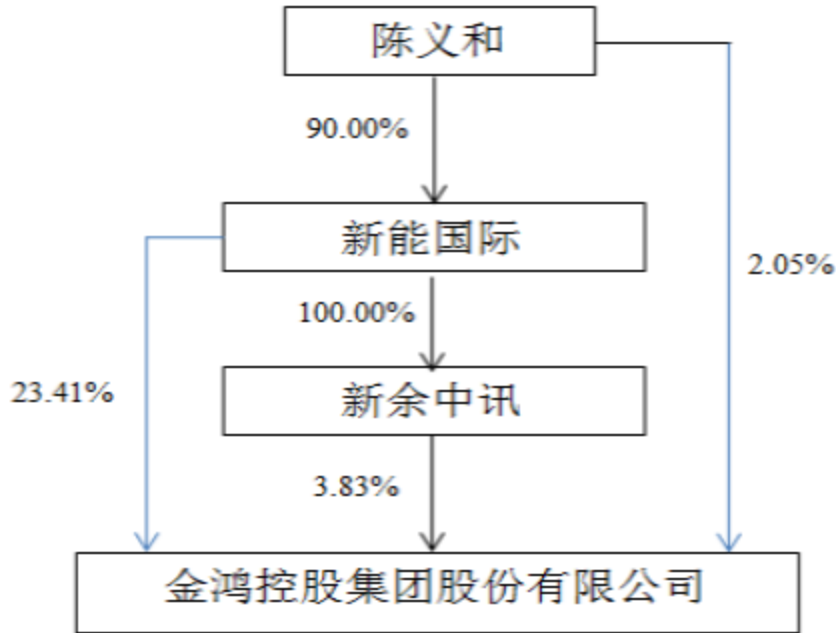 陈义和
90.00%
新能国际
2.05%
100.00%
23.41%
新余中讯
3.83%
金鸿控股集团股份有限公司